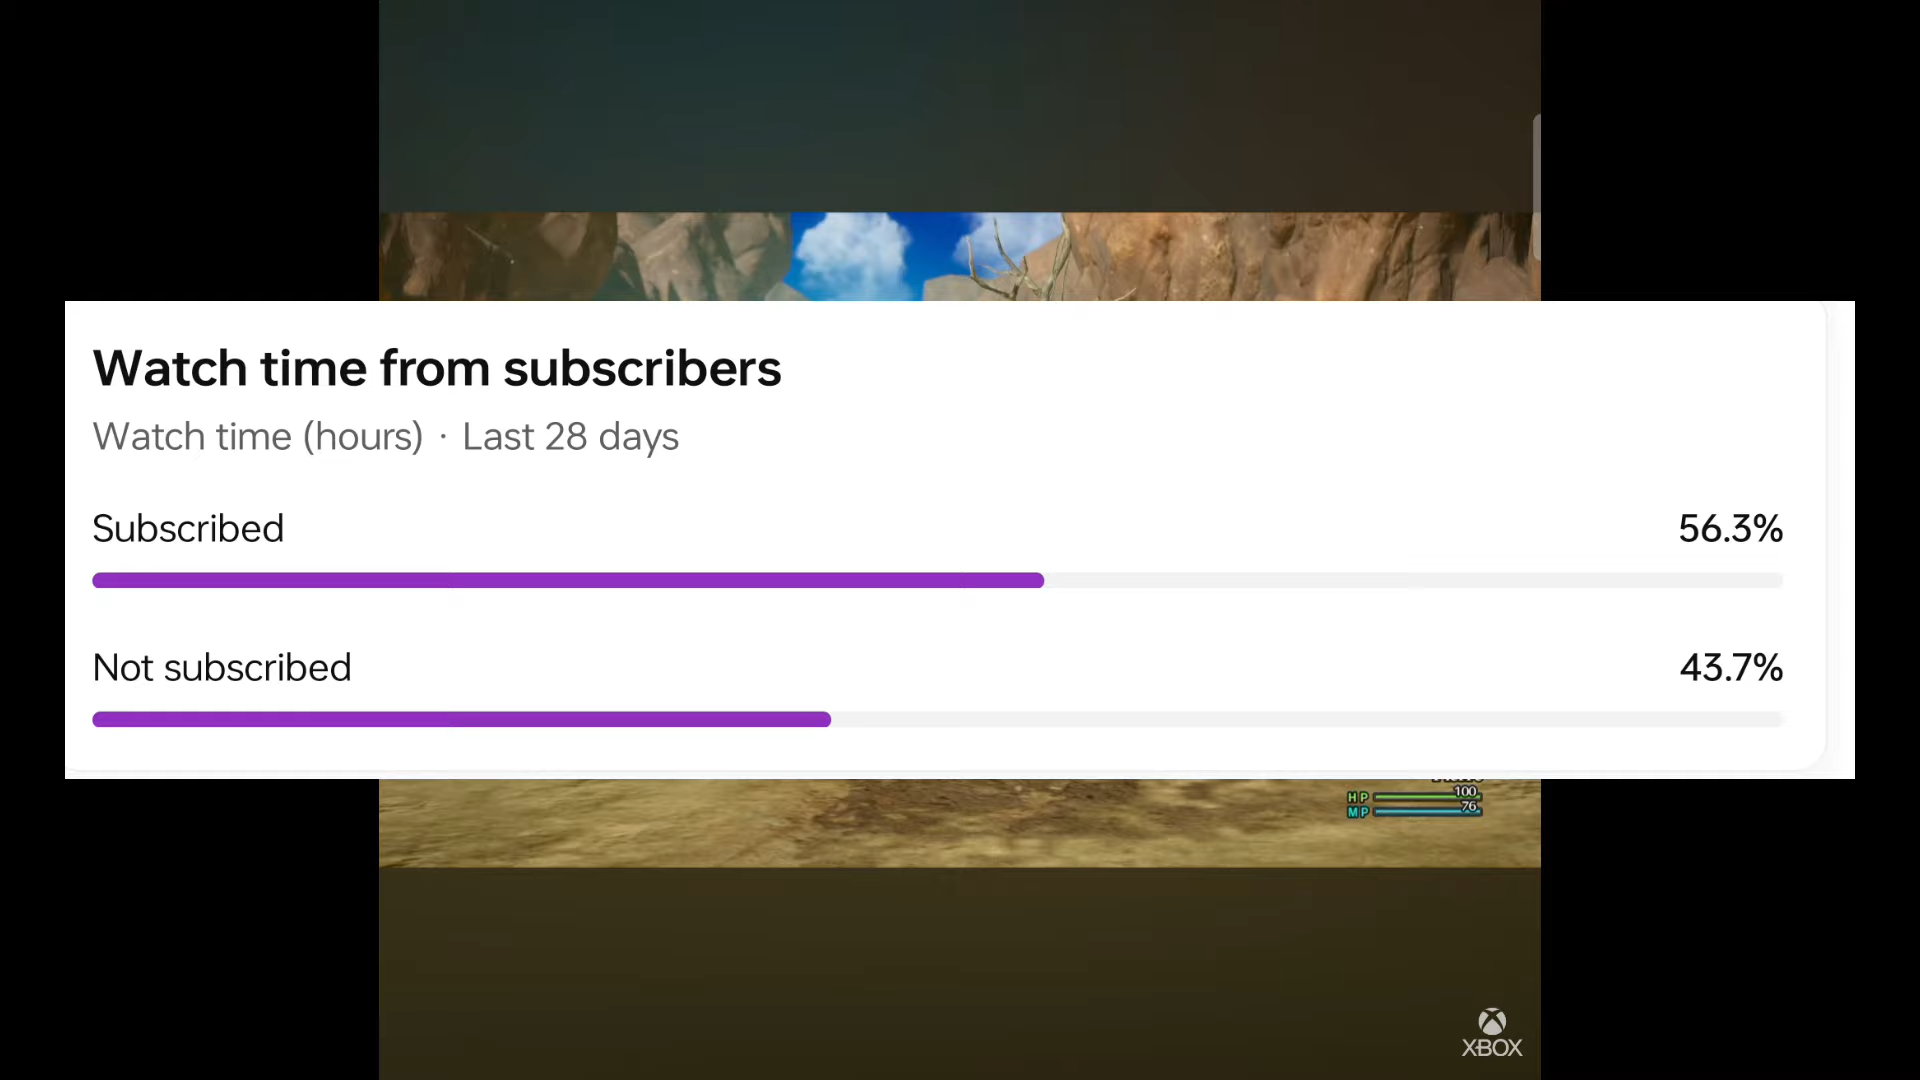 Watch time from subscribers
Watch time (hours) · Last 28 days
Subscribed
56.3%
Not subscribed
43.7%
HP 100
MP 76
XBOX